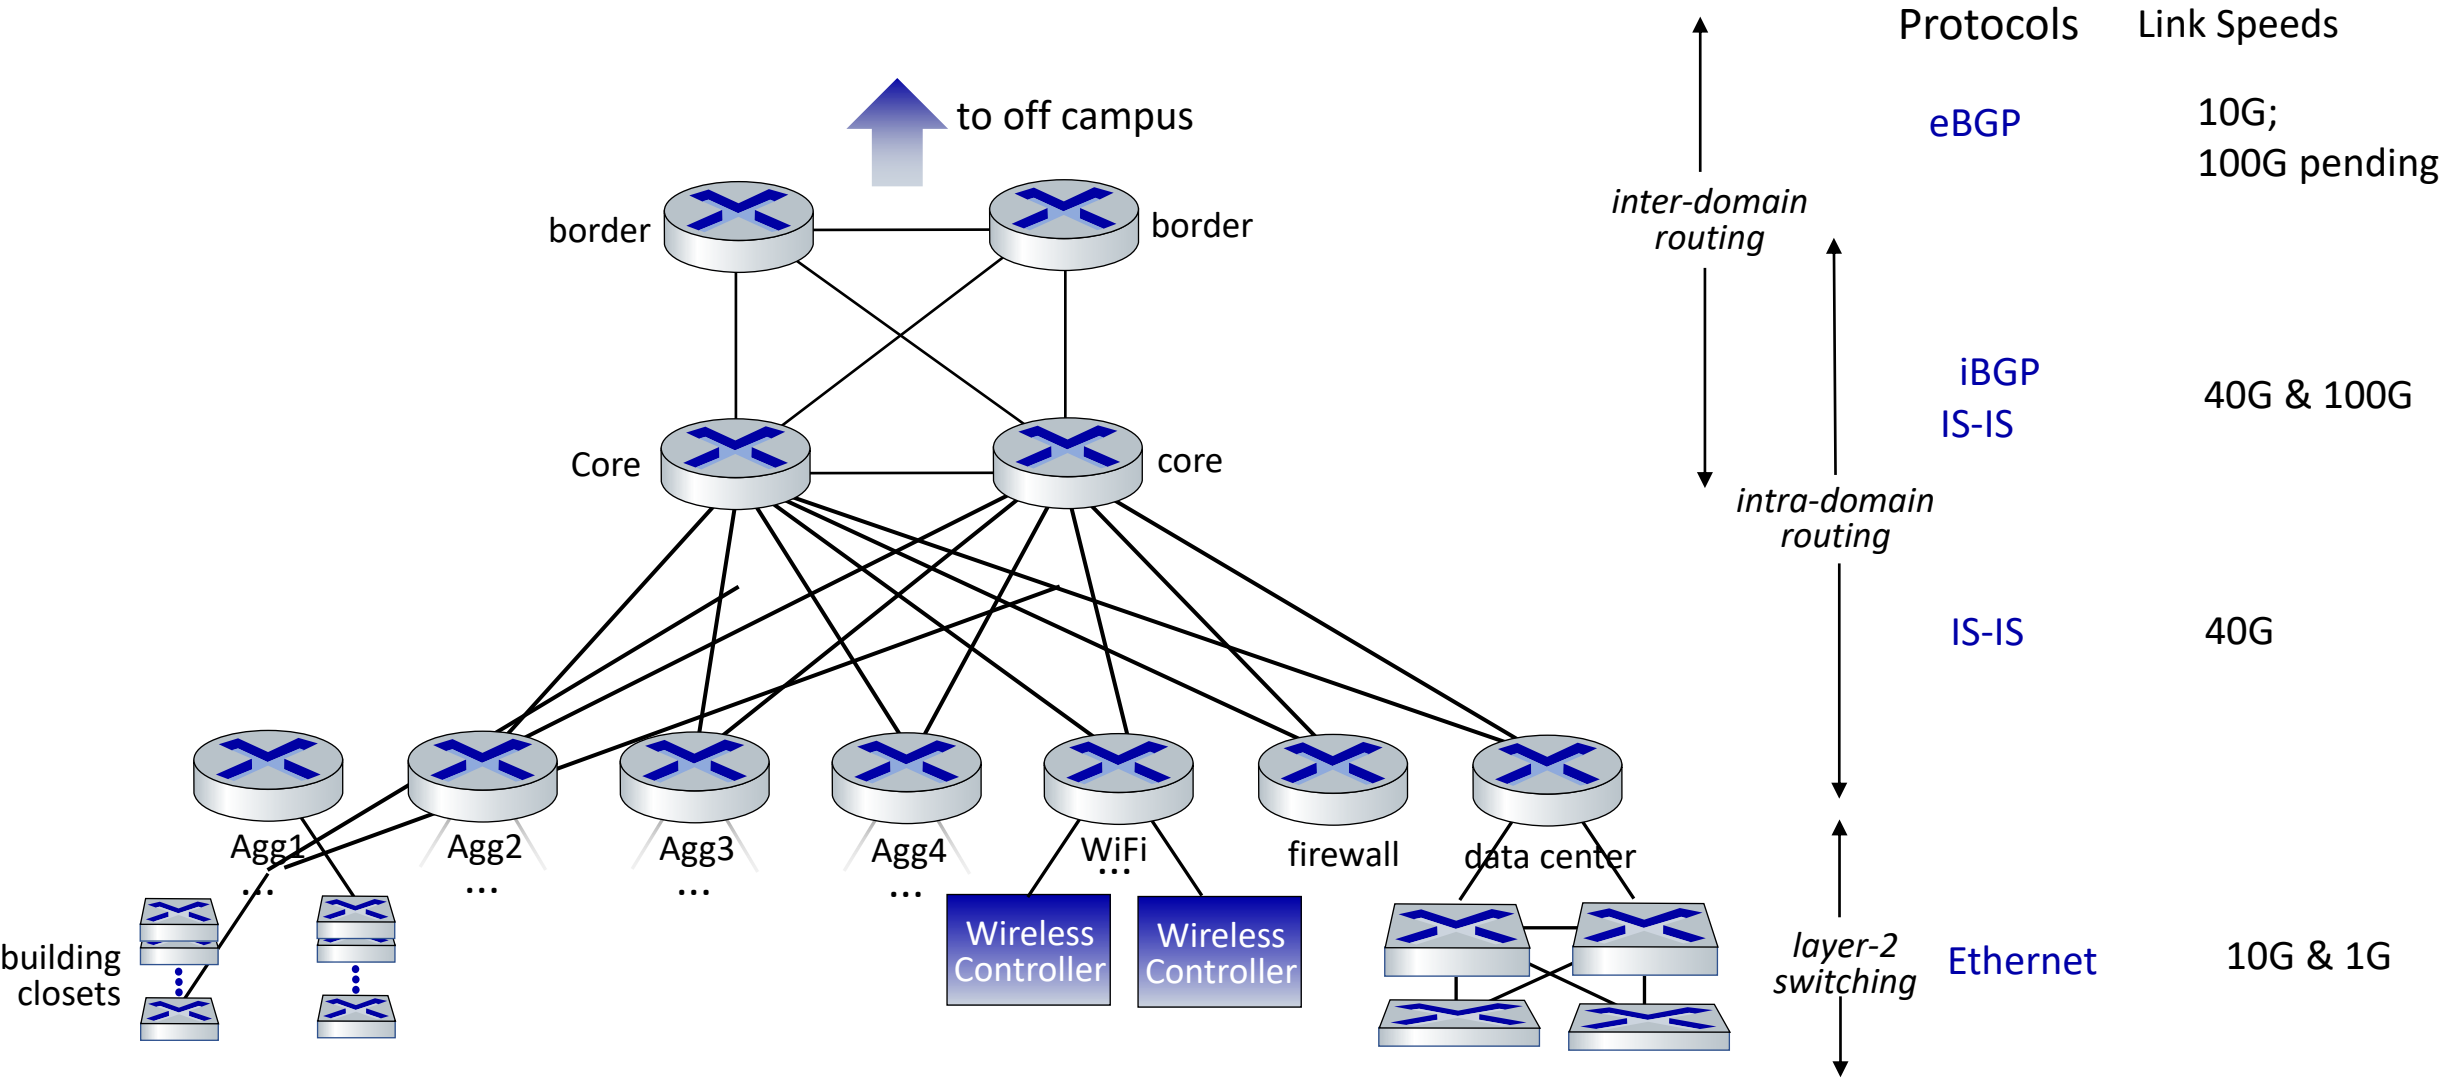 Protocols
Link Speeds
to off campus
eBGP
10G;
100G pending
border
border
inter-domain
routing
iBGP
IS-IS
40G & 100G
Core
core
intra-domain
routing
IS-IS
40G
Agg1
...
Agg2
...
Agg3
...
Agg4
...
WiFi
...
firewall
data center
building
closets
Wireless
Controller
Wireless
Controller
layer-2
switching
Ethernet
10G & 1G